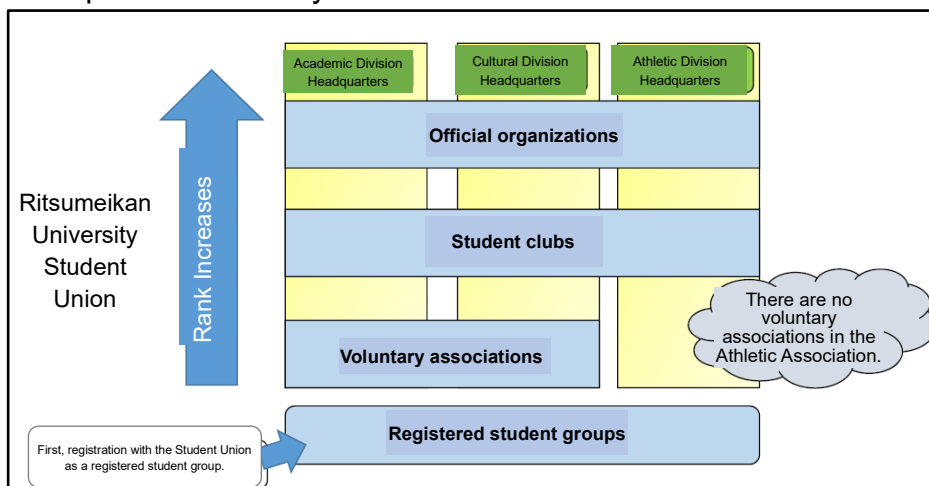 Academic Division
Headquarters
Cultural Division
Headquarters
Athletic Division
Headquarters
Official organizations
Ritsumeikan
University
Student
Union
Rank Increases
Student clubs
There are no
voluntary
associations in the
Athletic Association.
Voluntary associations
Registered student groups
First, registration with the Student Union
as a registered student group.